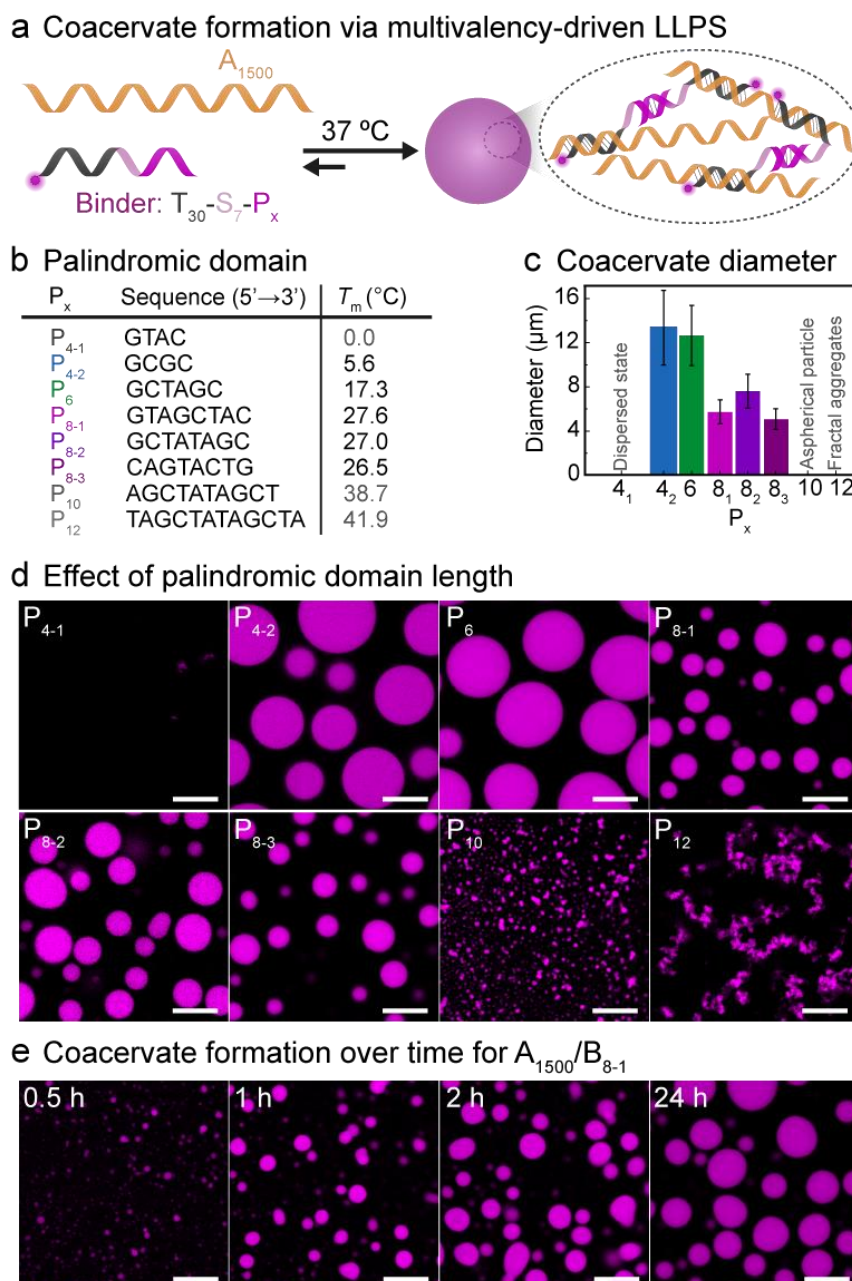 a Coacervate formation via multivalency-driven LLPS
A1500
37 ºC
Binder: T30-S7-Px
b Palindromic domain
Px Sequence (5'→3') Tm (°C)
P4-1 GTAC 0.0
P4-2 GCGC 5.6
P6 GCTAGC 17.3
P8-1 GTAGCTAC 27.6
P8-2 GCTATAGC 27.0
P8-3 CAGTACTG 26.5
P10 AGCTATAGCT 38.7
P12 TAGCTATAGCTA 41.9
c Coacervate diameter
Diameter (µm)
16
12
8
4
0
Dispersed state
Aspherical particle
Fractal aggregates
41 42 6 81 82 83 10 12
Px
d Effect of palindromic domain length
P4-1 P4-2 P6 P8-1
P8-2 P8-3 P10 P12
e Coacervate formation over time for A1500/B8-1
0.5 h 1 h 2 h 24 h